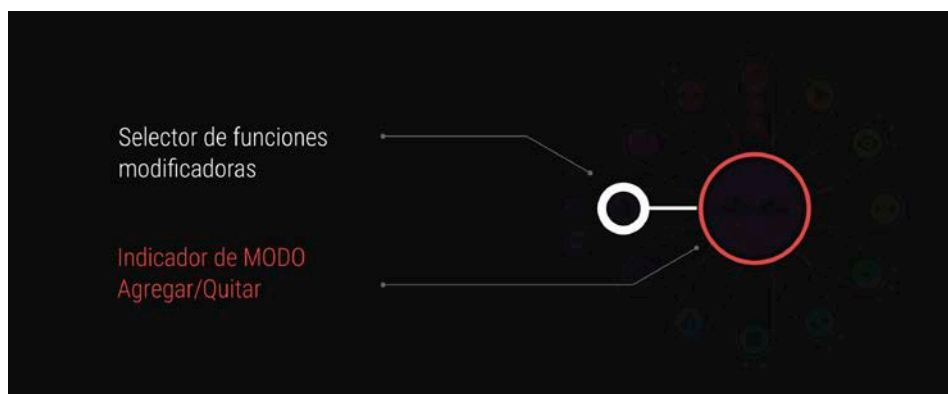 Selector de funciones
modificadoras
Indicador de MODO
Agregar/Quitar